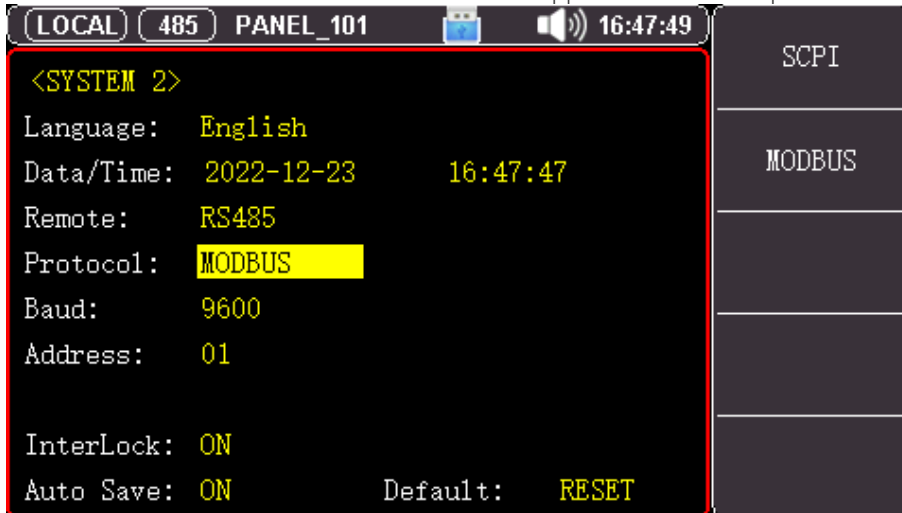 LOCAL 485 PANEL_101 16:47:49
<SYSTEM 2>
Language: English
Data/Time: 2022-12-23 16:47:47
Remote: RS485
Protocol: MODBUS
Baud: 9600
Address: 01
InterLock: ON
Auto Save: ON Default: RESET
SCPI
MODBUS